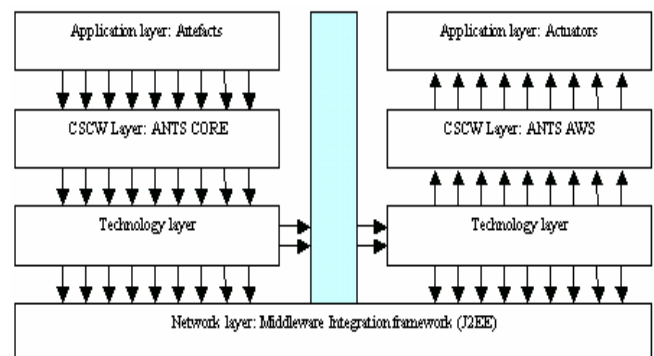 Application layer: Artefacts
Application layer: Actuators
CSCW Layer: ANTS CORE
CSCW Layer: ANTS AWS
Technology layer
Technology layer
Network layer: Middleware Integration framework (J2EE)